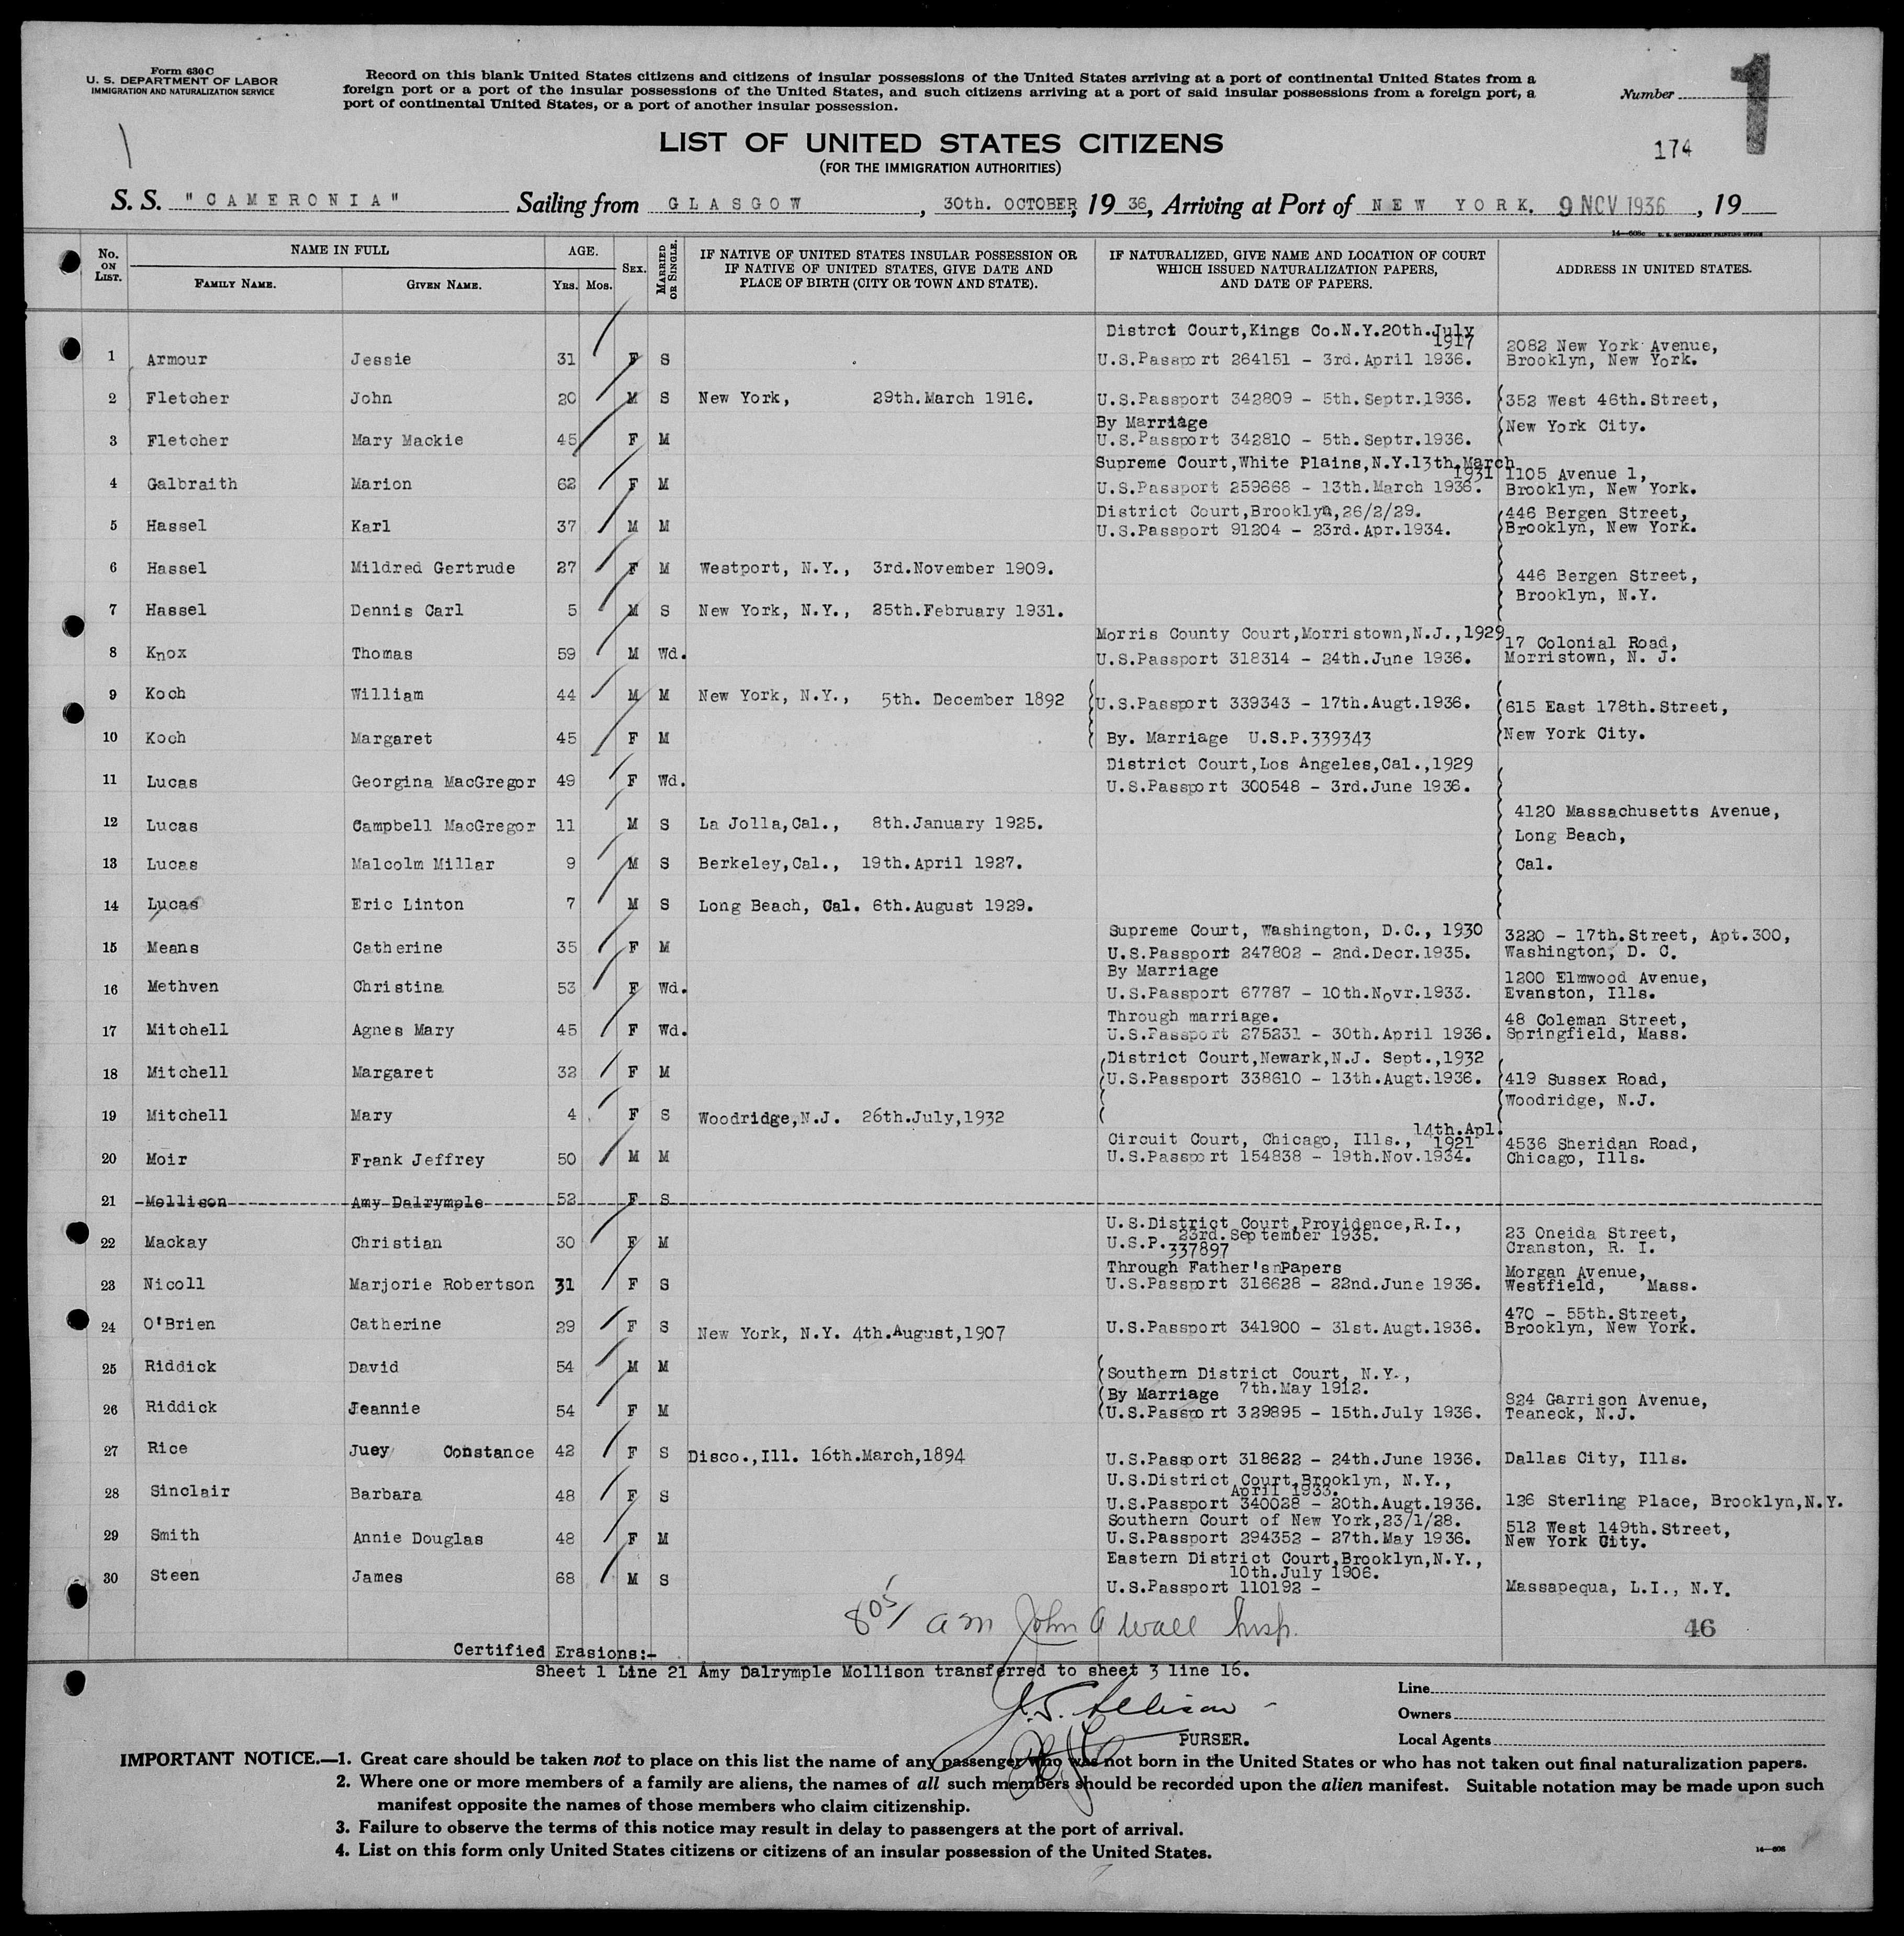 Form 630 C
U. S. DEPARTMENT OF LABOR
IMMIGRATION AND NATURALIZATION SERVICE
Record on this blank United States citizens and citizens of insular possessions of the United States arriving at a port of continental United States from a
foreign port or a port of the insular possessions of the United States, and such citizens arriving at a port of said insular possessions from a foreign port, a
port of continental United States, or a port of another insular possession.
Number
1
174
LIST OF UNITED STATES CITIZENS
(FOR THE IMMIGRATION AUTHORITIES)
S. S. "CAMERONIA" Sailing from GLASGOW, 30th. OCTOBER, 19 36, Arriving at Port of NEW YORK. 9 NOV 1936, 19
14—608c U. S. GOVERNMENT PRINTING OFFICE
No. ON LIST. NAME IN FULL FAMILY NAME. GIVEN NAME. AGE. Yrs. Mos. SEX. MARRIED OR SINGLE. IF NATIVE OF UNITED STATES INSULAR POSSESSION OR IF NATIVE OF UNITED STATES, GIVE DATE AND PLACE OF BIRTH (CITY OR TOWN AND STATE). IF NATURALIZED, GIVE NAME AND LOCATION OF COURT WHICH ISSUED NATURALIZATION PAPERS, AND DATE OF PAPERS. ADDRESS IN UNITED STATES.
1 Armour Jessie 31 F S Distrct Court,Kings Co.N.Y.20th.July 1917 U.S.Passport 264151 - 3rd.April 1936. 2082 New York Avenue, Brooklyn, New York.
2 Fletcher John 20 M S New York, 29th.March 1916. U.S.Passport 342809 - 5th.Septr.1936. 352 West 46th.Street,
3 Fletcher Mary Mackie 45 F M By Marriage U.S.Passport 342810 - 5th.Septr.1936. New York City.
4 Galbraith Marion 62 F M Supreme Court,White Plains,N.Y.13th.March 1931 U.S.Passport 259668 - 13th.March 1936. 1105 Avenue 1, Brooklyn, New York.
5 Hassel Karl 37 M M District Court,Brooklyn,26/2/29. U.S.Passport 91204 - 23rd.Apr.1934. 446 Bergen Street, Brooklyn, New York.
6 Hassel Mildred Gertrude 27 F M Westport, N.Y., 3rd.November 1909. 446 Bergen Street,
7 Hassel Dennis Carl 5 M S New York, N.Y., 25th.February 1931. Brooklyn, N.Y.
8 Knox Thomas 59 M Wd. Morris County Court,Morristown,N.J.,1929 U.S.Passport 318314 - 24th.June 1936. 17 Colonial Road, Morristown, N. J.
9 Koch William 44 M M New York, N.Y., 5th. December 1892 U.S.Passport 339343 - 17th.Augt.1936. 615 East 178th.Street,
10 Koch Margaret 45 F M By. Marriage U.S.P.339343 New York City.
11 Lucas Georgina MacGregor 49 F Wd. District Court,Los Angeles,Cal.,1929 U.S.Passport 300548 - 3rd.June 1936.
12 Lucas Campbell MacGregor 11 M S La Jolla,Cal., 8th.January 1925. 4120 Massachusetts Avenue, Long Beach,
13 Lucas Malcolm Millar 9 M S Berkeley,Cal., 19th.April 1927. Cal.
14 Lucas Eric Linton 7 M S Long Beach, Cal. 6th.August 1929.
15 Means Catherine 35 F M Supreme Court, Washington, D.C., 1930 U.S.Passport 247802 - 2nd.Decr.1935. 3220 - 17th.Street, Apt.300, Washington, D. C.
16 Methven Christina 53 F Wd. By Marriage U.S.Passport 67787 - 10th.Novr.1933. 1200 Elmwood Avenue, Evanston, Ills.
17 Mitchell Agnes Mary 45 F Wd. Through marriage. U.S.Passport 275231 - 30th.April 1936. 48 Coleman Street, Springfield, Mass.
18 Mitchell Margaret 32 F M District Court,Newark,N.J. Sept.,1932 U.S.Passport 338610 - 13th.Augt.1936. 419 Sussex Road,
19 Mitchell Mary 4 F S Woodridge,N.J. 26th.July,1932 Woodridge, N.J.
20 Moir Frank Jeffrey 50 M M Circuit Court, Chicago, Ills., 14th.Apl. 1921 U.S.Passport 154838 - 19th.Nov.1934. 4536 Sheridan Road, Chicago, Ills.
21 Mollison Amy Dalrymple 52 F S
22 Mackay Christian 30 F M U.S.District Court,Providence,R.I., 23rd.September 1935. U.S.P. 337897 23 Oneida Street, Cranston, R. I.
23 Nicoll Marjorie Robertson 31 F S Through Father's Papers U.S.Passport 316628 - 22nd.June 1936. Morgan Avenue, Westfield, Mass.
24 O'Brien Catherine 29 F S New York, N.Y. 4th.August,1907 U.S.Passport 341900 - 31st.Augt.1936. 470 - 55th.Street, Brooklyn, New York.
25 Riddick David 54 M M Southern District Court, N.Y., 7th.May 1912.
26 Riddick Jeannie 54 F M By Marriage U.S.Passport 329895 - 15th.July 1936. 824 Garrison Avenue, Teaneck, N.J.
27 Rice Juey Constance 42 F S Disco.,Ill. 16th.March,1894 U.S.Passport 318622 - 24th.June 1936. Dallas City, Ills.
28 Sinclair Barbara 48 F S U.S.District Court,Brooklyn, N.Y., April 1933. U.S.Passport 340028 - 20th.Augt.1936. 126 Sterling Place, Brooklyn,N.Y.
29 Smith Annie Douglas 48 F M Southern Court of New York,23/1/28. U.S.Passport 294352 - 27th.May 1936. 512 West 149th.Street, New York City.
30 Steen James 68 M S Eastern District Court,Brooklyn,N.Y., 10th.July 1906. U.S.Passport 110192 - Massapequa, L.I., N.Y.
805 am John A Wall Insp.
46
Certified Erasions:-
Sheet 1 Line 21 Amy Dalrymple Mollison transferred to sheet 3 line 16.
PURSER.
Line
Owners
Local Agents
IMPORTANT NOTICE.—1. Great care should be taken not to place on this list the name of any passenger who was not born in the United States or who has not taken out final naturalization papers.
2. Where one or more members of a family are aliens, the names of all such members should be recorded upon the alien manifest. Suitable notation may be made upon such
manifest opposite the names of those members who claim citizenship.
3. Failure to observe the terms of this notice may result in delay to passengers at the port of arrival.
4. List on this form only United States citizens or citizens of an insular possession of the United States.
14—608